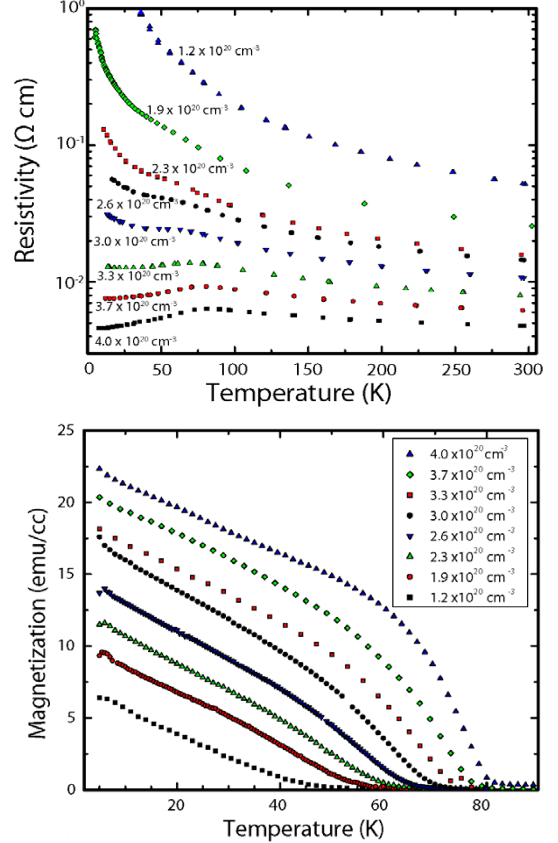 10⁰
10⁻¹
10⁻²
Resistivity (Ω cm)
1.2 x 10²⁰ cm⁻³
1.9 x 10²⁰ cm⁻³
2.3 x 10²⁰ cm⁻³
2.6 x 10²⁰ cm⁻³
3.0 x 10²⁰ cm⁻³
3.3 x 10²⁰ cm⁻³
3.7 x 10²⁰ cm⁻³
4.0 x 10²⁰ cm⁻³
0 50 100 150 200 250 300
Temperature (K)
25
20
15
10
5
0
Magnetization (emu/cc)
4.0 x10²⁰ cm⁻³
3.7 x10²⁰ cm⁻³
3.3 x10²⁰ cm⁻³
3.0 x10²⁰ cm⁻³
2.6 x10²⁰ cm⁻³
2.3 x10²⁰ cm⁻³
1.9 x10²⁰ cm⁻³
1.2 x10²⁰ cm⁻³
20 40 60 80
Temperature (K)